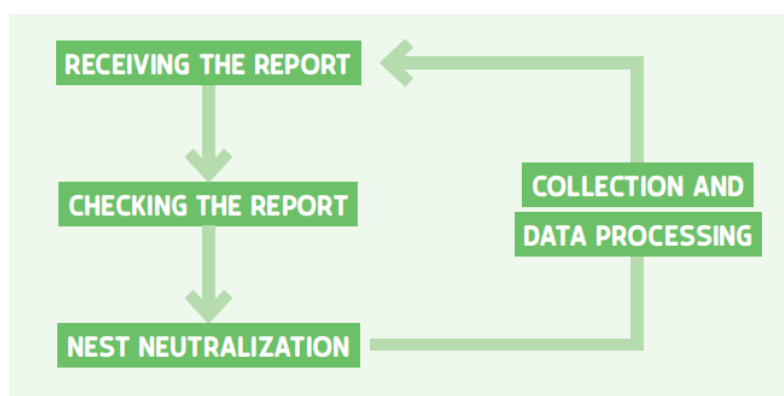 RECEIVING THE REPORT
CHECKING THE REPORT
NEST NEUTRALIZATION
COLLECTION AND
DATA PROCESSING